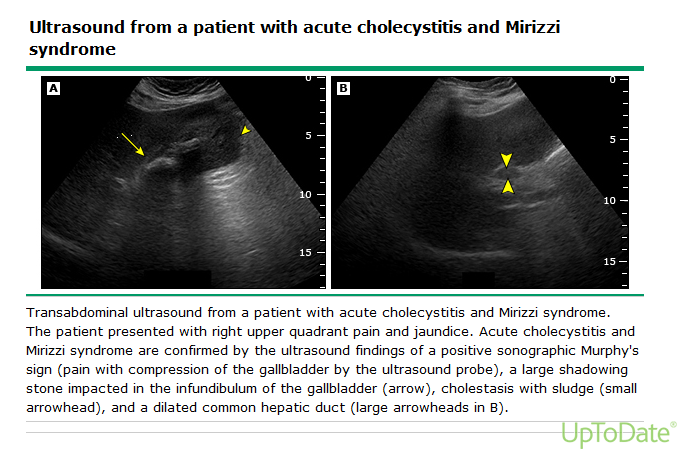 Ultrasound from a patient with acute cholecystitis and Mirizzi
syndrome
A
0
5
10
15
B
0
5
10
15
Transabdominal ultrasound from a patient with acute cholecystitis and Mirizzi syndrome.
The patient presented with right upper quadrant pain and jaundice. Acute cholecystitis and
Mirizzi syndrome are confirmed by the ultrasound findings of a positive sonographic Murphy's
sign (pain with compression of the gallbladder by the ultrasound probe), a large shadowing
stone impacted in the infundibulum of the gallbladder (arrow), cholestasis with sludge (small
arrowhead), and a dilated common hepatic duct (large arrowheads in B).
UpToDate®